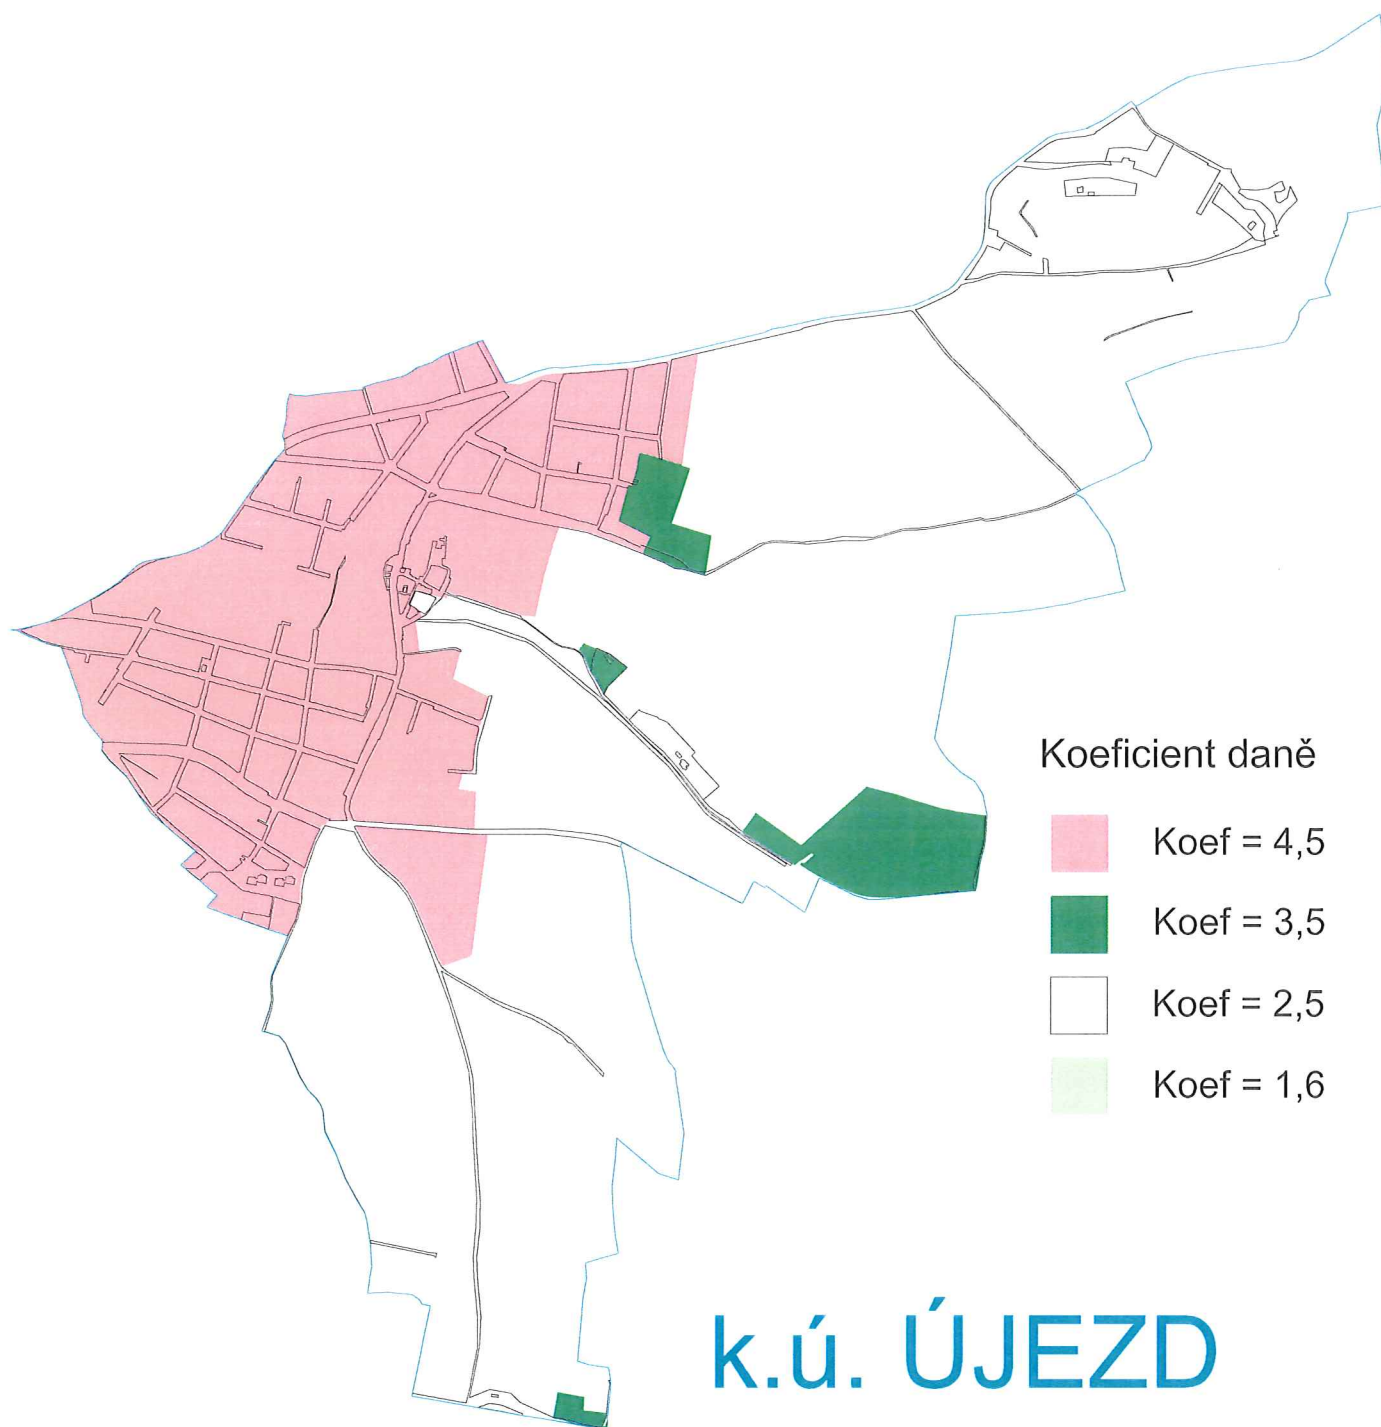 Koeficient daně
Koef = 4,5
Koef = 3,5
Koef = 2,5
Koef = 1,6
k.ú. ÚJEZD